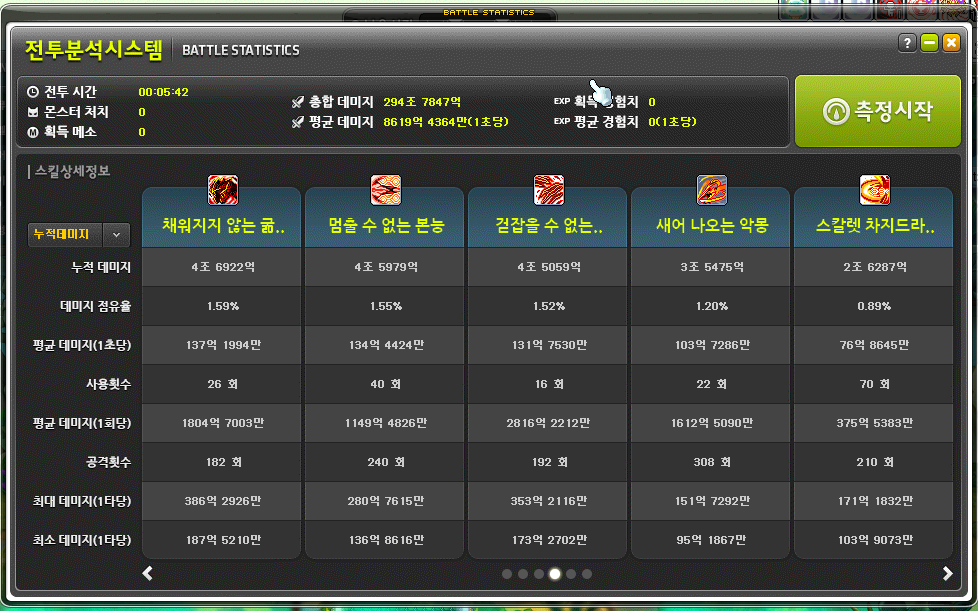 BATTLE STATISTICS
전투분석시스템 BATTLE STATISTICS
? 
전투 시간 00:05:42
몬스터 처치 0
획득 메소 0
총합 데미지 294조 7847억
평균 데미지 8619억 4364만(1초당)
EXP 획득 경험치 0
EXP 평균 경험치 0(1초당)
측정시작
스킬상세정보
누적데미지
채워지지 않는 굶.. 멈출 수 없는 본능 걷잡을 수 없는.. 새어 나오는 악몽 스칼렛 차지드라..
누적 데미지 4조 6922억 4조 5979억 4조 5059억 3조 5475억 2조 6287억
데미지 점유율 1.59% 1.55% 1.52% 1.20% 0.89%
평균 데미지(1초당) 137억 1994만 134억 4424만 131억 7530만 103억 7286만 76억 8645만
사용횟수 26 회 40 회 16 회 22 회 70 회
평균 데미지(1회당) 1804억 7003만 1149억 4826만 2816억 2212만 1612억 5090만 375억 5383만
공격횟수 182 회 240 회 192 회 308 회 210 회
최대 데미지(1타당) 386억 2926만 280억 7615만 353억 2116만 151억 7292만 171억 1832만
최소 데미지(1타당) 187억 5210만 136억 8616만 173억 2702만 95억 1867만 103억 9073만